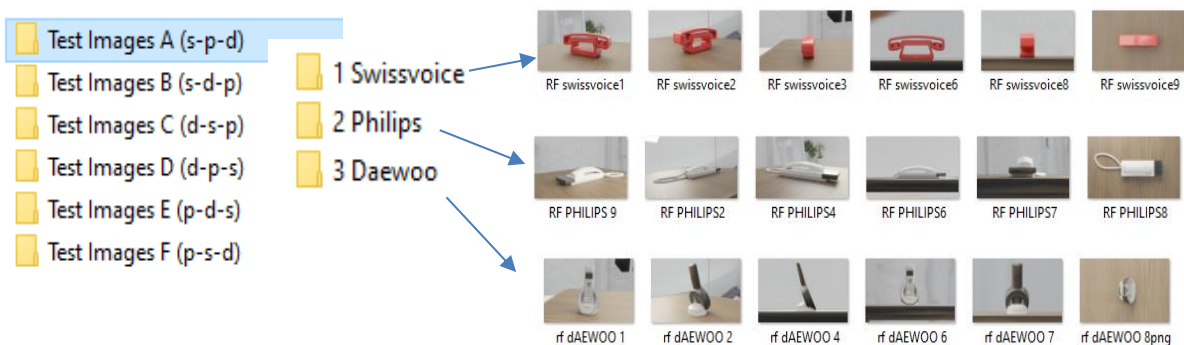 Test Images A (s-p-d)
Test Images B (s-d-p)
Test Images C (d-s-p)
Test Images D (d-p-s)
Test Images E (p-d-s)
Test Images F (p-s-d)
1 Swissvoice
2 Philips
3 Daewoo
RF swissvoice1 RF swissvoice2 RF swissvoice3 RF swissvoice6 RF swissvoice8 RF swissvoice9
RF PHILIPS 9 RF PHILIPS2 RF PHILIPS4 RF PHILIPS6 RF PHILIPS7 RF PHILIPS8
rf dAEWOO 1 rf dAEWOO 2 rf dAEWOO 4 rf dAEWOO 6 rf dAEWOO 7 rf dAEWOO 8png